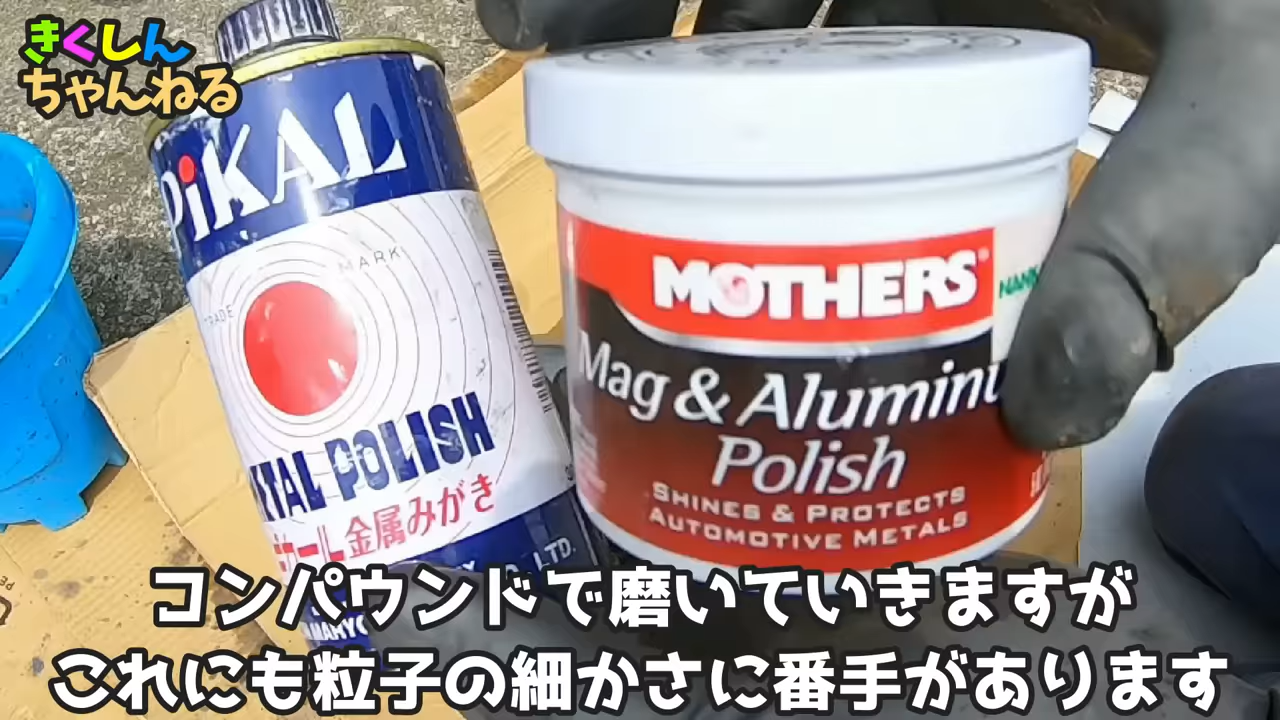 きくしん
ちゃんねる
PiKAL
TRADE MARK
POLISH
金属みがき
CO., LTD.
MOTHERS®
Mag & Aluminu
Polish
SHINES & PROTECTS
AUTOMOTIVE METALS
コンパウンドで磨いていきますが
これにも粒子の細かさに番手があります